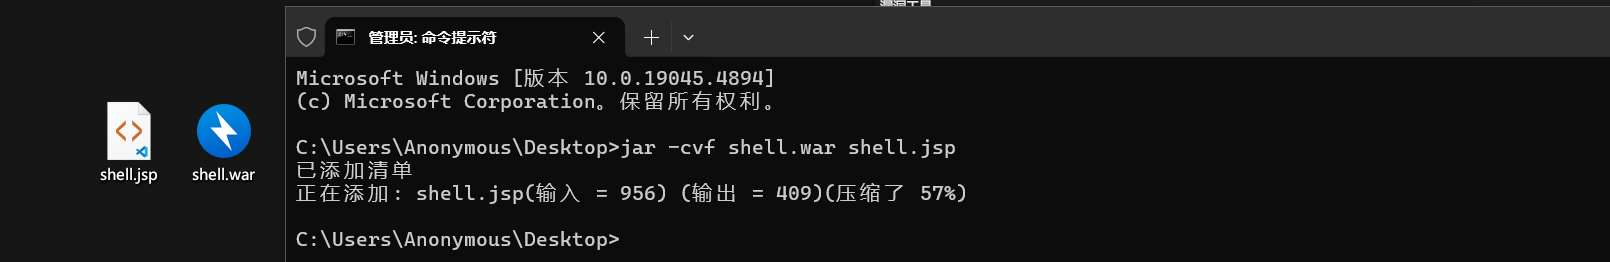 管理员: 命令提示符
Microsoft Windows [版本 10.0.19045.4894]
(c) Microsoft Corporation。保留所有权利。
C:\Users\Anonymous\Desktop>jar -cvf shell.war shell.jsp
已添加清单
正在添加: shell.jsp(输入 = 956) (输出 = 409)(压缩了 57%)
C:\Users\Anonymous\Desktop>
shell.jsp
shell.war